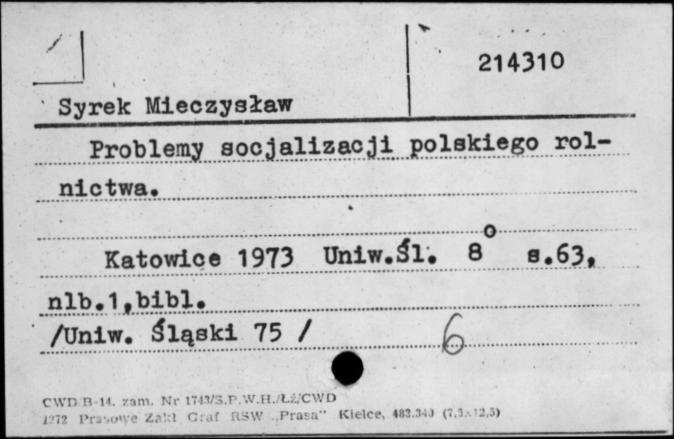 214310
Syrek Mieczysław
Problemy socjalizacji polskiego rol-
nictwa.
Katowice 1973 Uniw.Śl. 8⁰ s.63,
nlb.1,bibl.
/Uniw. Śląski 75 / 6
CWD B-14. zam. Nr 1743/S.P.W.H./Łż/CWD
1272 Prasowe Zakł Graf RSW „Prasa" Kielce, 483.340 (7,5x12,5)